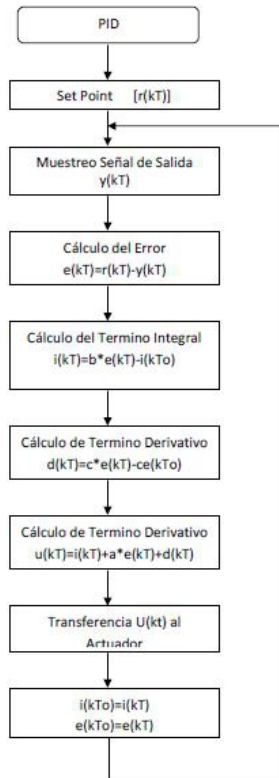 PID
Set Point [r(kT)]
Muestreo Señal de Salida
y(kT)
Cálculo del Error
e(kT)=r(kT)-y(kT)
Cálculo del Termino Integral
i(kT)=b*e(kT)-i(kTo)
Cálculo de Termino Derivativo
d(kT)=c*e(kT)-ce(kTo)
Cálculo de Termino Derivativo
u(kT)=i(kT)+a*e(kT)+d(kT)
Transferencia U(kt) al
Actuador
i(kTo)=i(kT)
e(kTo)=e(kT)